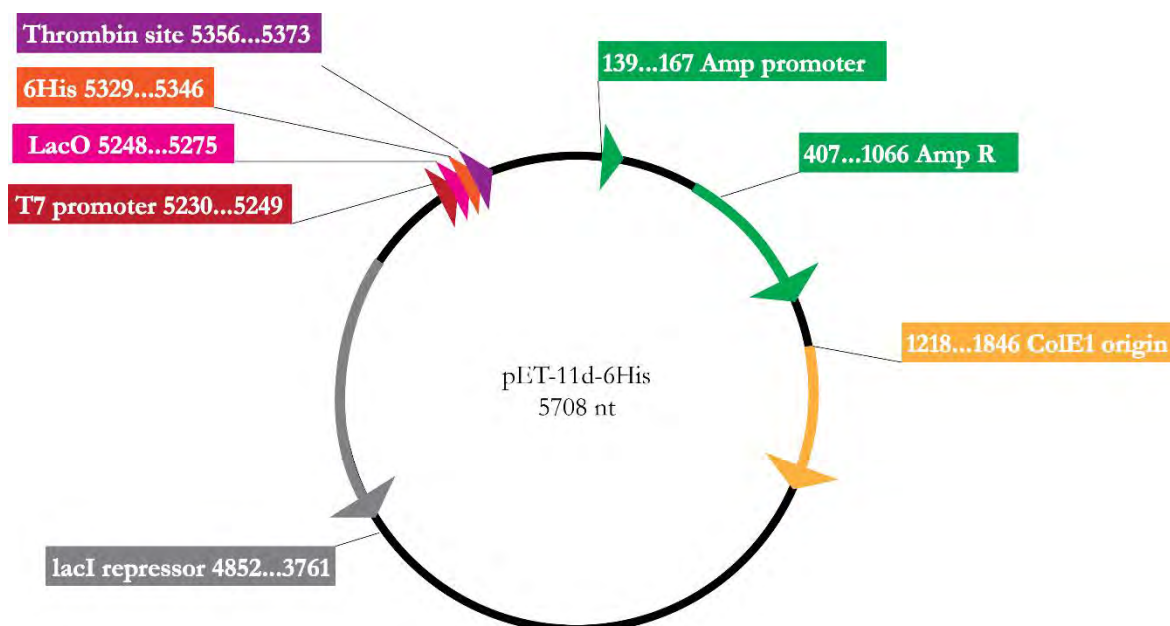 Thrombin site 5356...5373
6His 5329...5346
LacO 5248...5275
T7 promoter 5230...5249
139...167 Amp promoter
407...1066 Amp R
1218...1846 ColE1 origin
pET-11d-6His
5708 nt
lacI repressor 4852...3761